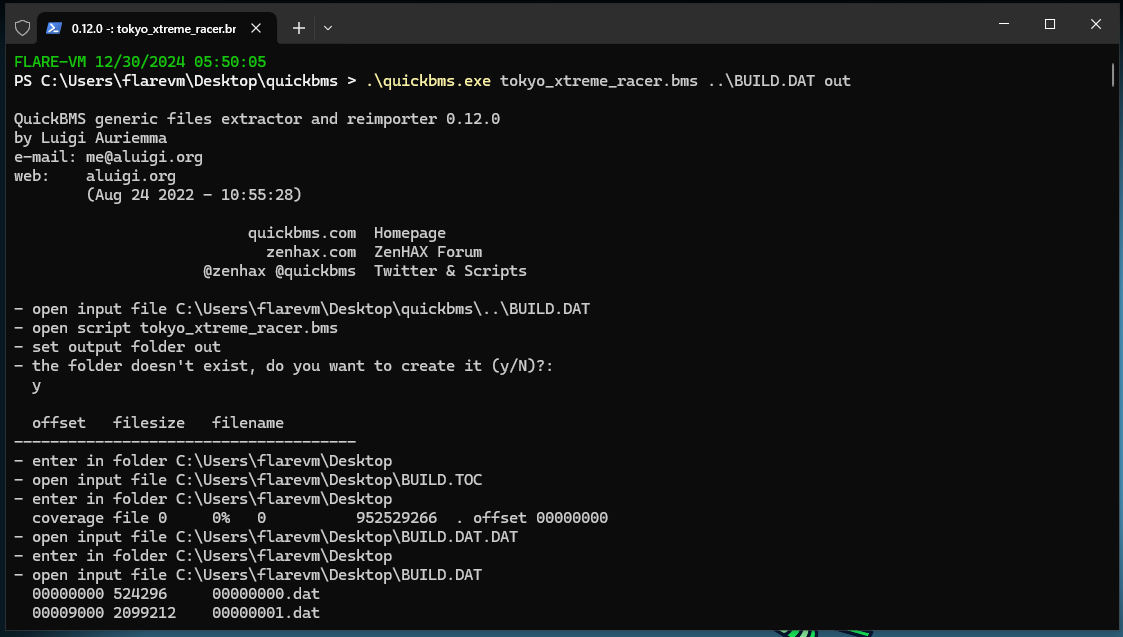 0.12.0 -: tokyo_xtreme_racer.br
FLARE-VM 12/30/2024 05:50:05
PS C:\Users\flarevm\Desktop\quickbms > .\quickbms.exe tokyo_xtreme_racer.bms ..\BUILD.DAT out
QuickBMS generic files extractor and reimporter 0.12.0
by Luigi Auriemma
e-mail: me@aluigi.org
web:    aluigi.org
        (Aug 24 2022 - 10:55:28)
                          quickbms.com  Homepage
                            zenhax.com  ZenHAX Forum
                     @zenhax @quickbms  Twitter & Scripts
- open input file C:\Users\flarevm\Desktop\quickbms\..\BUILD.DAT
- open script tokyo_xtreme_racer.bms
- set output folder out
- the folder doesn't exist, do you want to create it (y/N)?:
  y
  offset   filesize   filename
--------------------------------------
- enter in folder C:\Users\flarevm\Desktop
- open input file C:\Users\flarevm\Desktop\BUILD.TOC
- enter in folder C:\Users\flarevm\Desktop
  coverage file 0     0%   0          952529266  . offset 00000000
- open input file C:\Users\flarevm\Desktop\BUILD.DAT.DAT
- enter in folder C:\Users\flarevm\Desktop
- open input file C:\Users\flarevm\Desktop\BUILD.DAT
  00000000 524296     00000000.dat
  00009000 2099212    00000001.dat